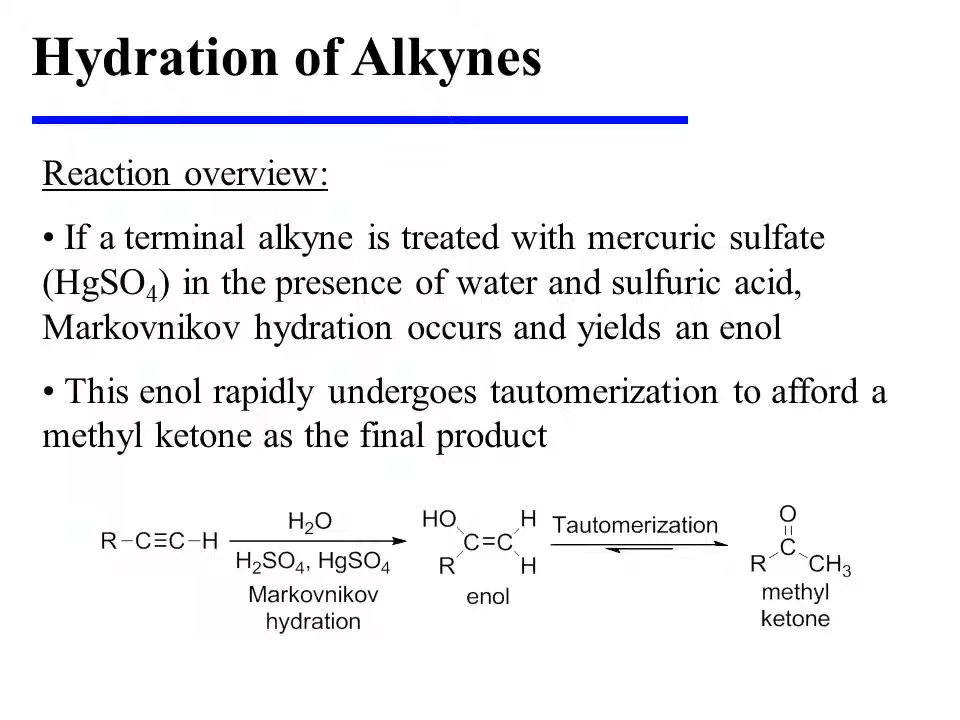 Hydration of Alkynes
Reaction overview:
• If a terminal alkyne is treated with mercuric sulfate
(HgSO₄) in the presence of water and sulfuric acid,
Markovnikov hydration occurs and yields an enol
• This enol rapidly undergoes tautomerization to afford a
methyl ketone as the final product
R–C≡C–H
H₂O
H₂SO₄, HgSO₄
Markovnikov
hydration
HO H
C=C
R H
enol
Tautomerization
O
C
R CH₃
methyl
ketone